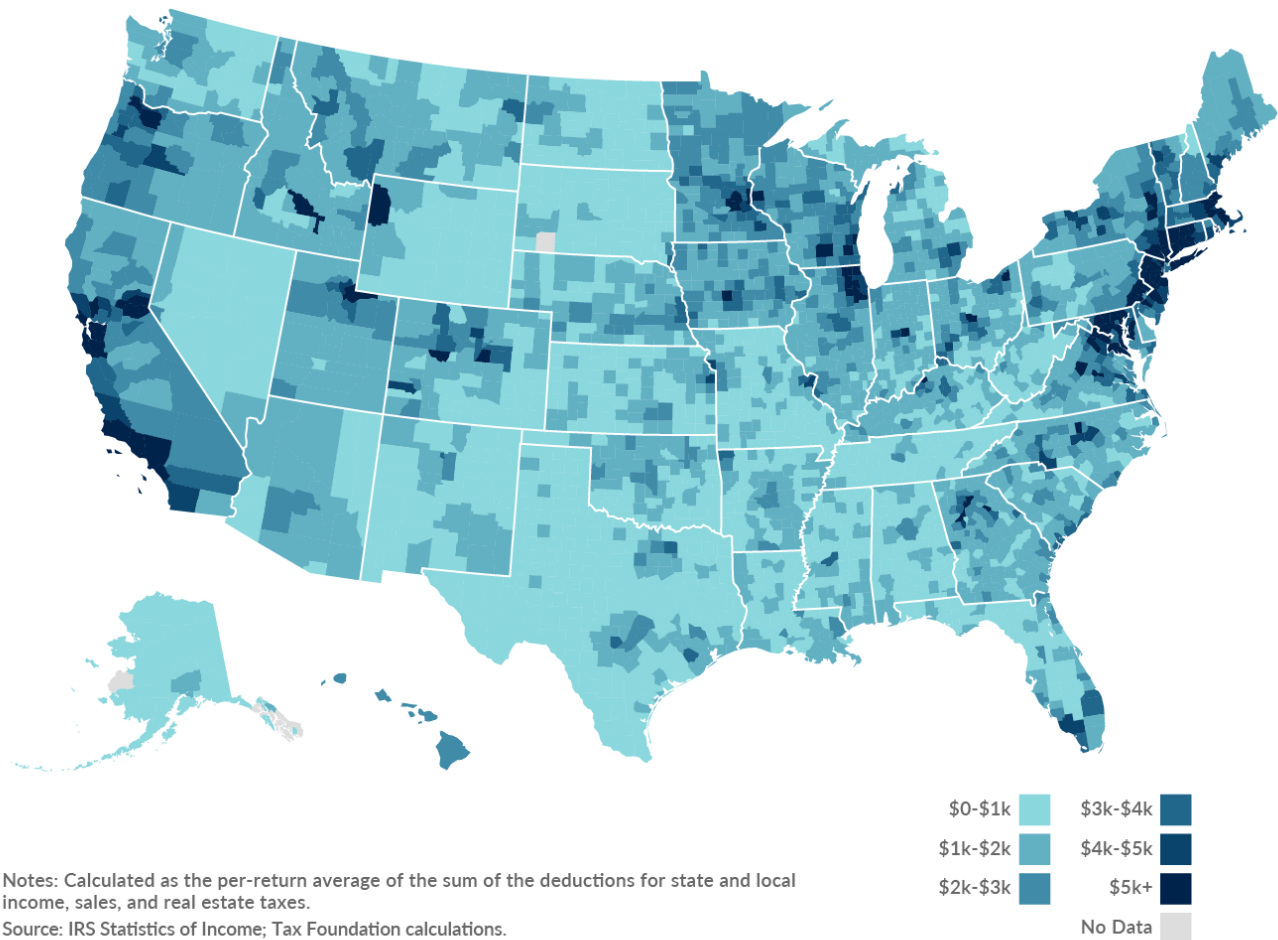 $0-$1k
$3k-$4k
$1k-$2k
$4k-$5k
$2k-$3k
$5k+
No Data
Notes: Calculated as the per-return average of the sum of the deductions for state and local
income, sales, and real estate taxes.
Source: IRS Statistics of Income; Tax Foundation calculations.